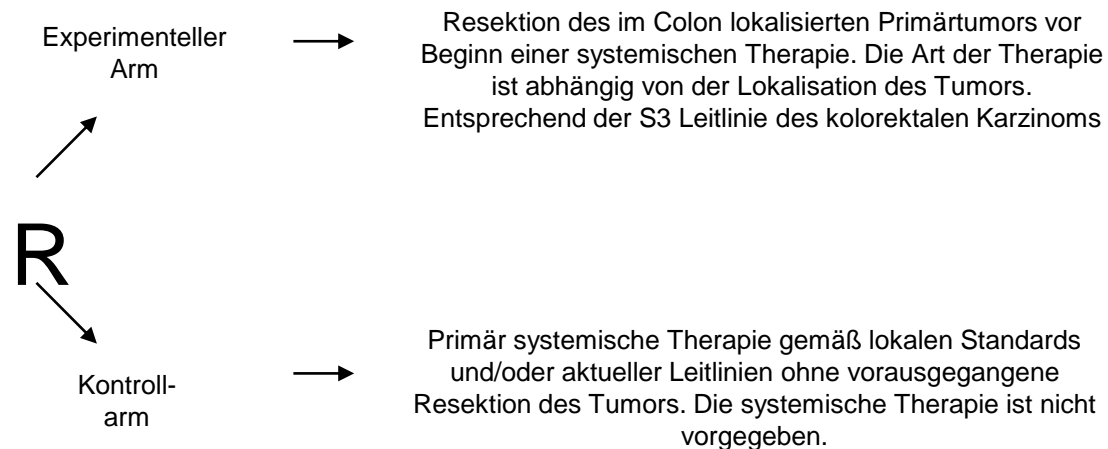 Experimenteller
Arm
Resektion des im Colon lokalisierten Primärtumors vor
Beginn einer systemischen Therapie. Die Art der Therapie
ist abhängig von der Lokalisation des Tumors.
Entsprechend der S3 Leitlinie des kolorektalen Karzinoms
R
Kontroll-
arm
Primär systemische Therapie gemäß lokalen Standards
und/oder aktueller Leitlinien ohne vorausgegangene
Resektion des Tumors. Die systemische Therapie ist nicht
vorgegeben.